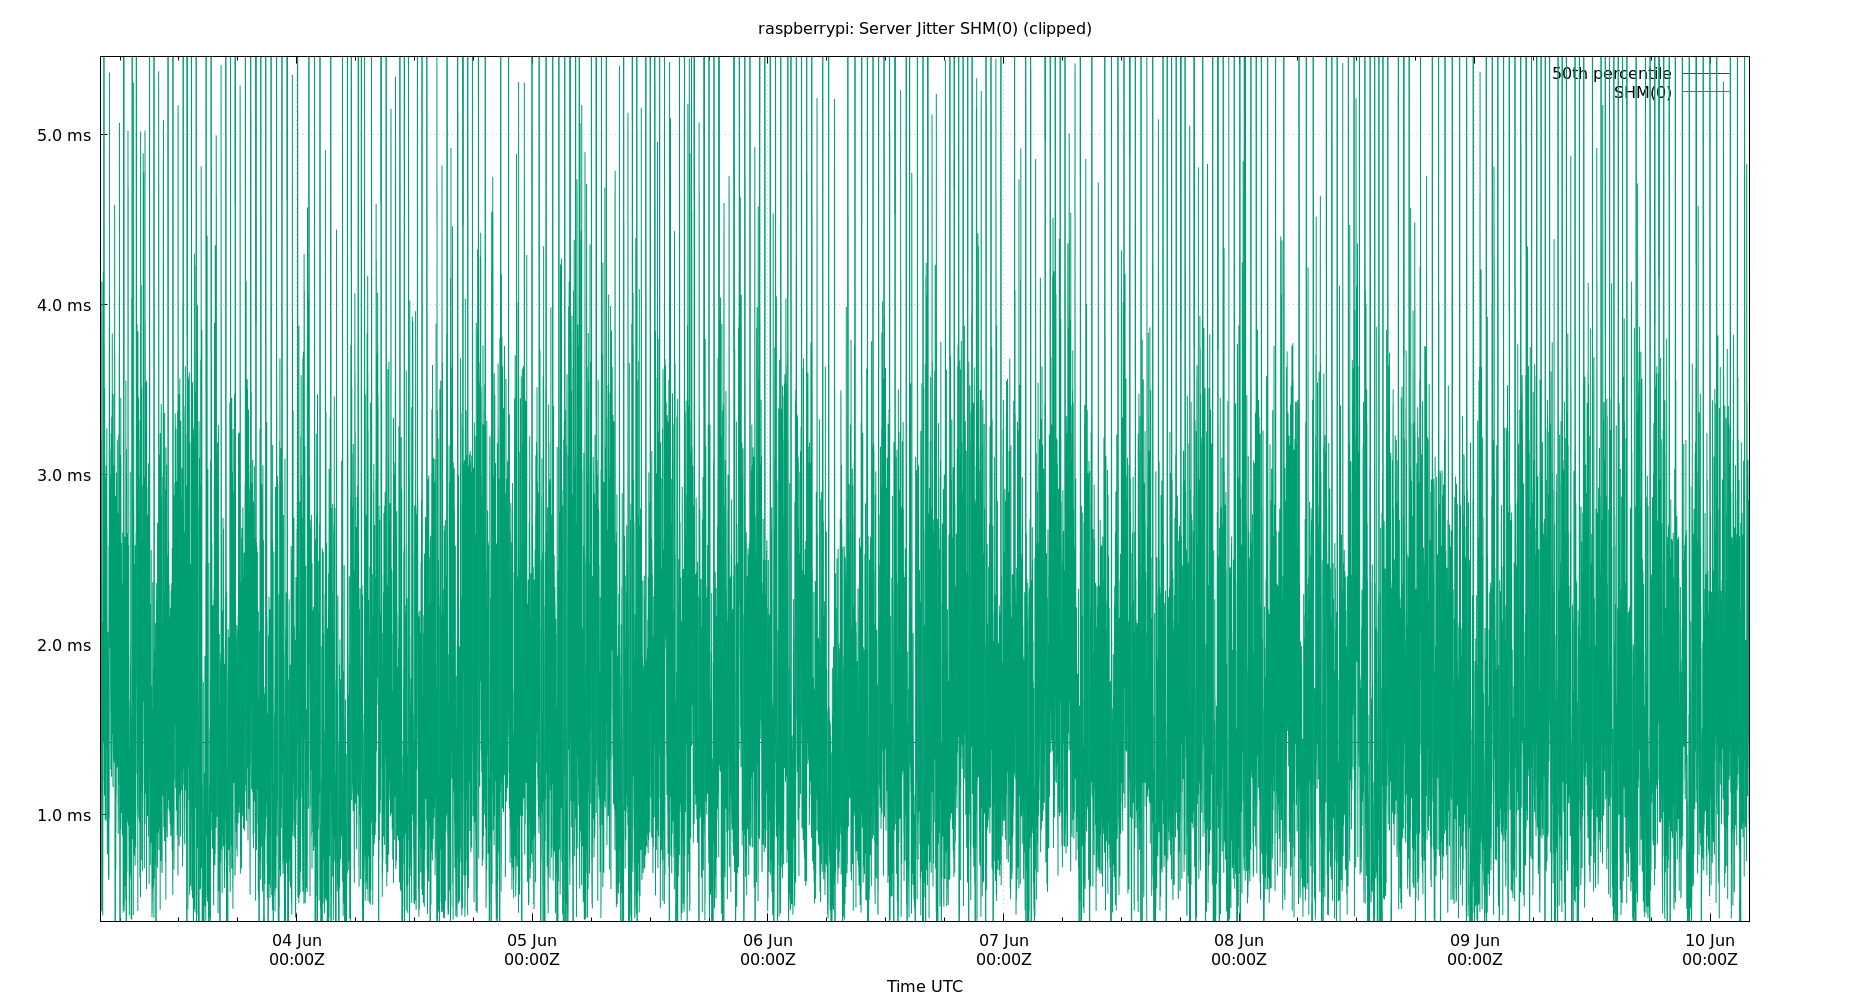 raspberrypi: Server Jitter SHM(0) (clipped)
50th percentile
SHM(0)
5.0 ms
4.0 ms
3.0 ms
2.0 ms
1.0 ms
04 Jun 05 Jun 06 Jun 07 Jun 08 Jun 09 Jun 10 Jun
00:00Z 00:00Z 00:00Z 00:00Z 00:00Z 00:00Z 00:00Z
Time UTC